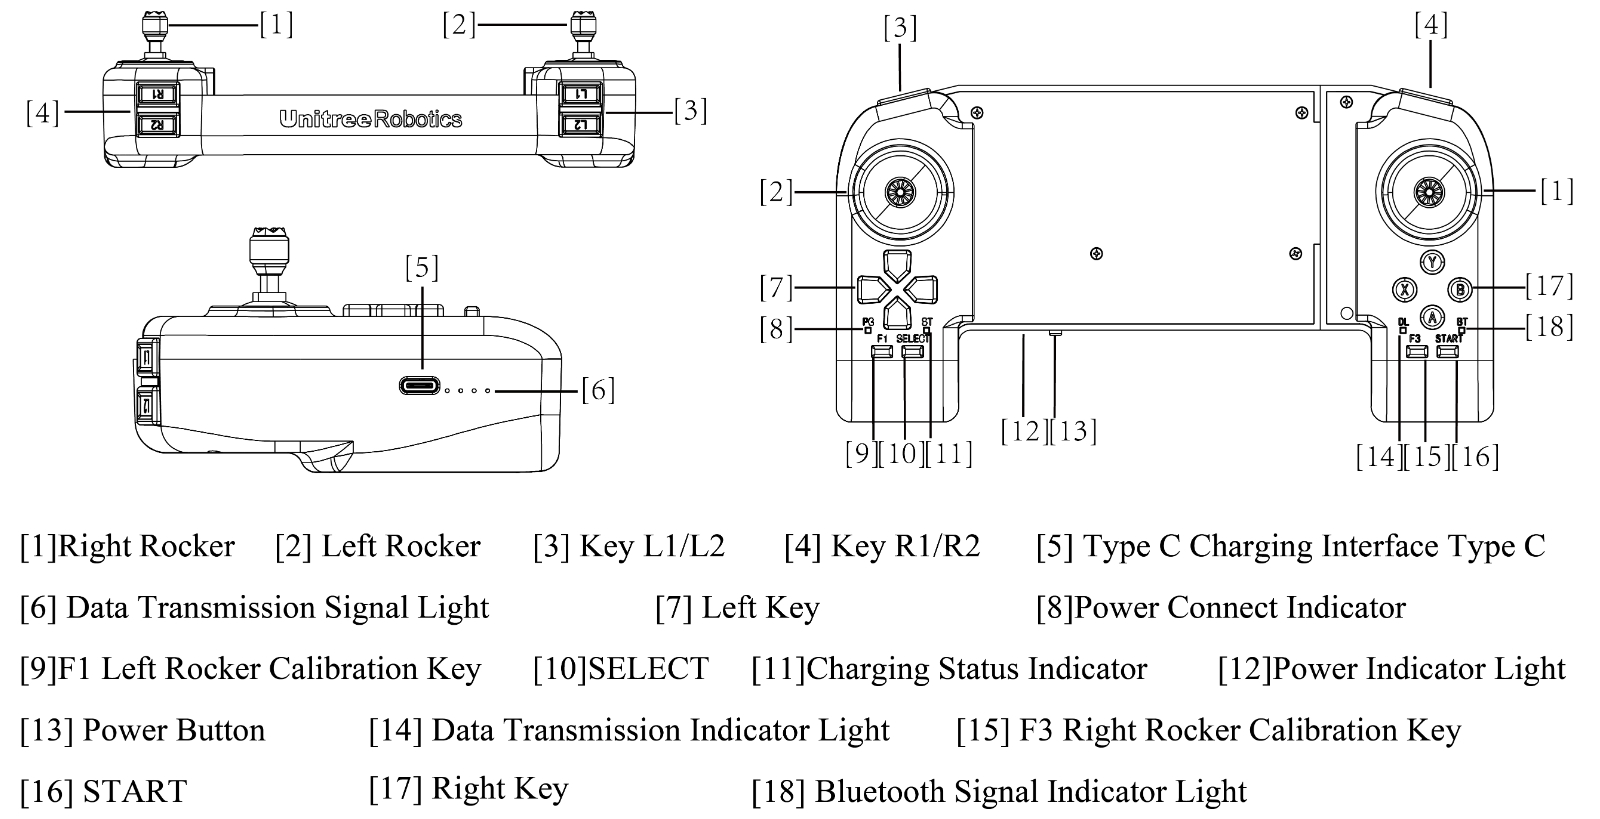 [1] [2] [3] [4]
R1 L1
[4] Unitree Robotics [3]
R2 L2
[2] [1]
[5]
Y
[7] X B [17]
A
[8] PG ST DL BT [18]
F1 SELECT F3 START
[6]
[12] [13]
[9] [10] [11] [14] [15] [16]
[1]Right Rocker [2] Left Rocker [3] Key L1/L2 [4] Key R1/R2 [5] Type C Charging Interface Type C
[6] Data Transmission Signal Light [7] Left Key [8]Power Connect Indicator
[9]F1 Left Rocker Calibration Key [10]SELECT [11]Charging Status Indicator [12]Power Indicator Light
[13] Power Button [14] Data Transmission Indicator Light [15] F3 Right Rocker Calibration Key
[16] START [17] Right Key [18] Bluetooth Signal Indicator Light